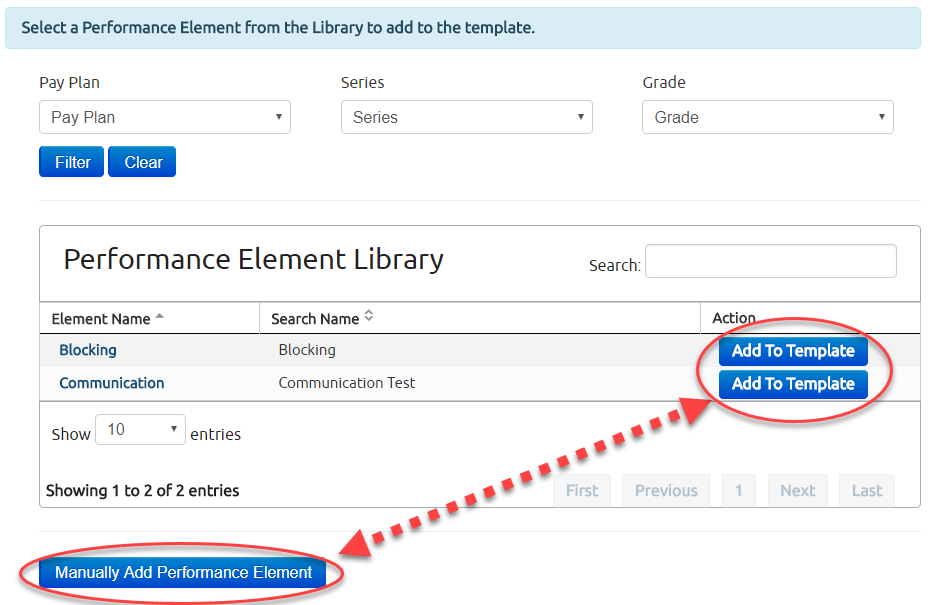 Select a Performance Element from the Library to add to the template.
Pay Plan Series Grade
Pay Plan Series Grade
Filter Clear
Performance Element Library
Search:
Element Name Search Name Action
Blocking Blocking Add To Template
Communication Communication Test Add To Template
Show 10 entries
Showing 1 to 2 of 2 entries First Previous 1 Next Last
Manually Add Performance Element